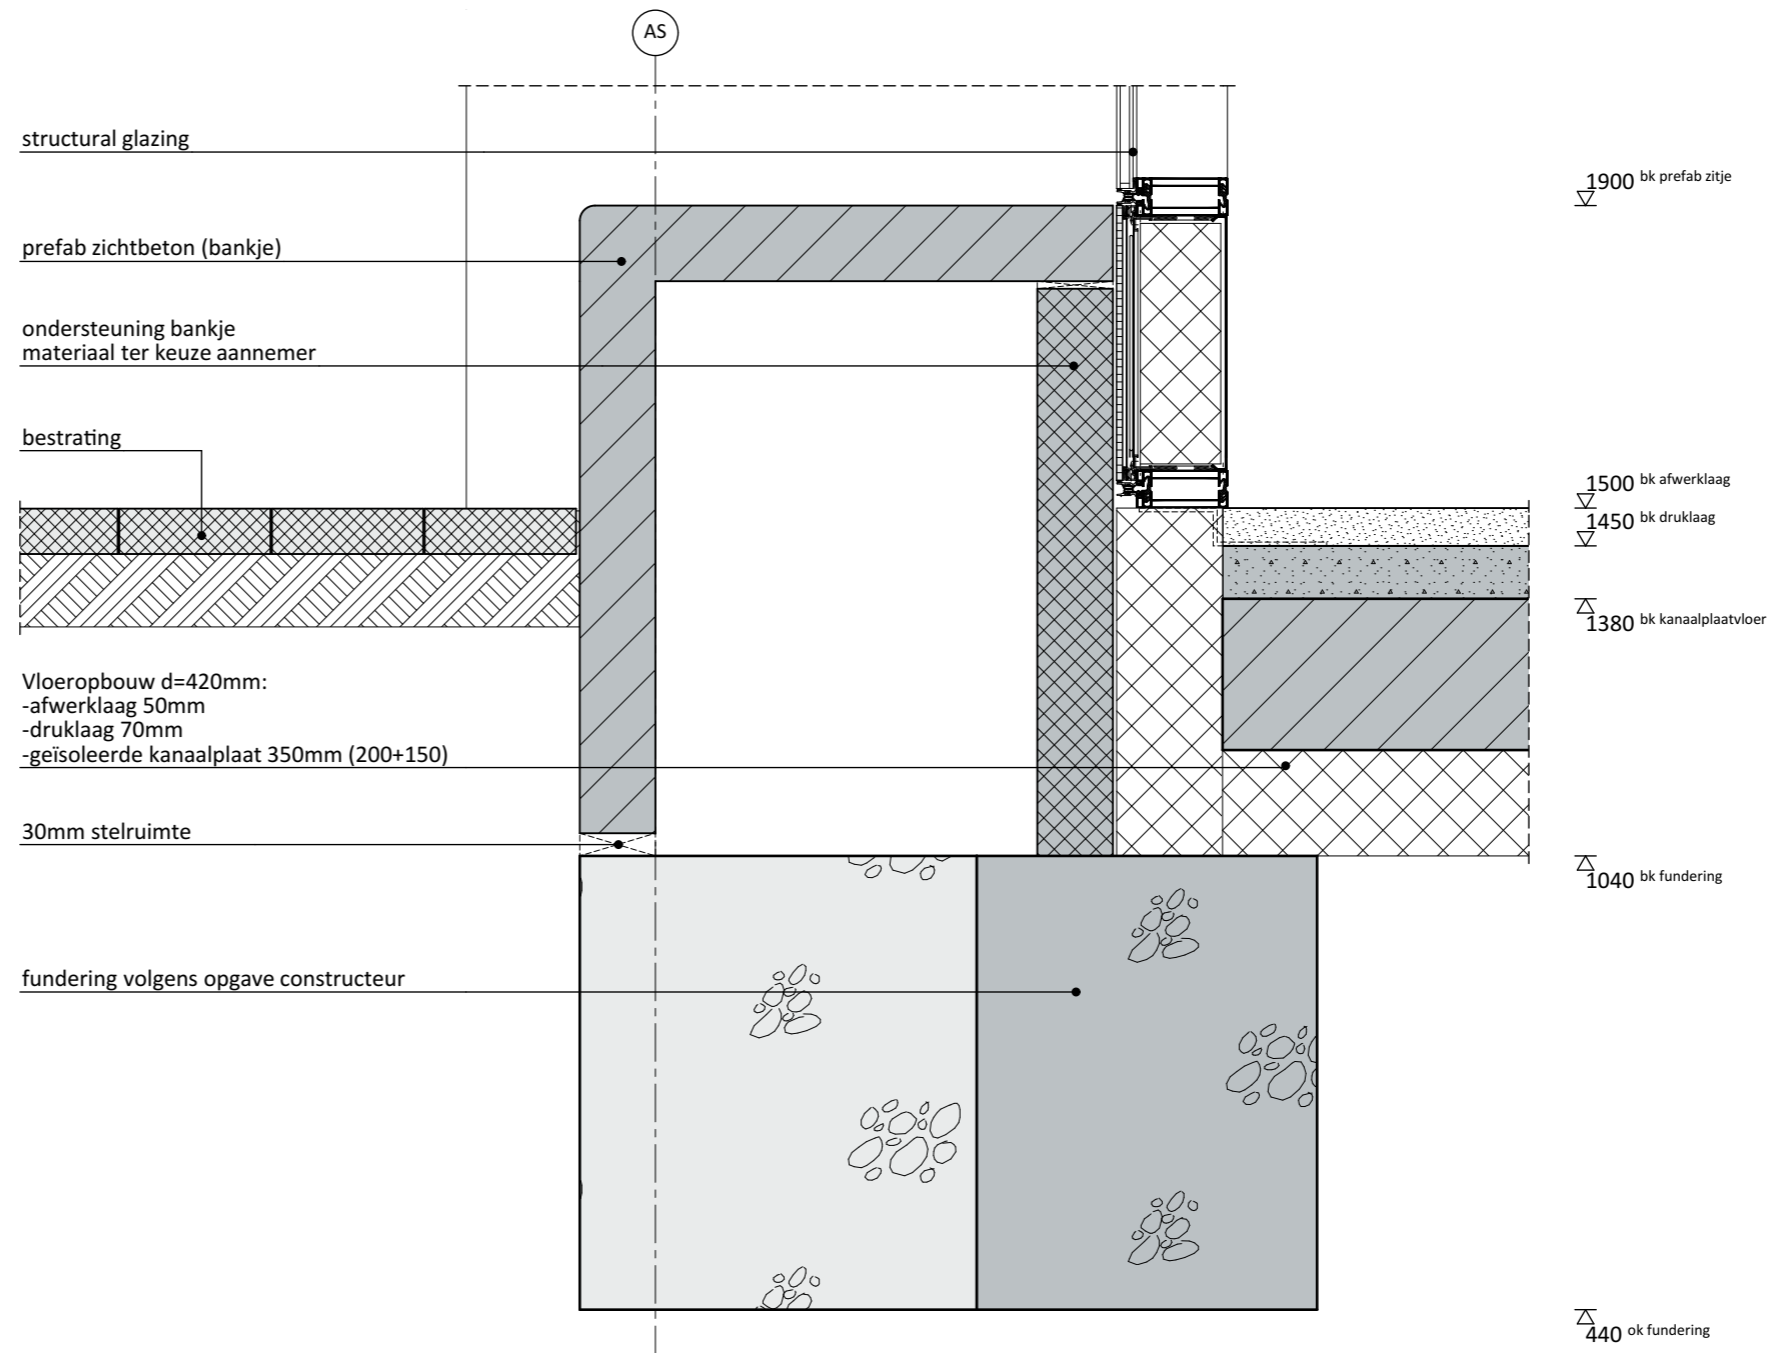 AS
structural glazing
1900 bk prefab zitje
prefab zichtbeton (bankje)
ondersteuning bankje
materiaal ter keuze aannemer
bestrating
1500 bk afwerklaag
1450 bk druklaag
1380 bk kanaalplaatvloer
Vloeropbouw d=420mm:
-afwerklaag 50mm
-druklaag 70mm
-geïsoleerde kanaalplaat 350mm (200+150)
30mm stelruimte
1040 bk fundering
fundering volgens opgave constructeur
440 ok fundering